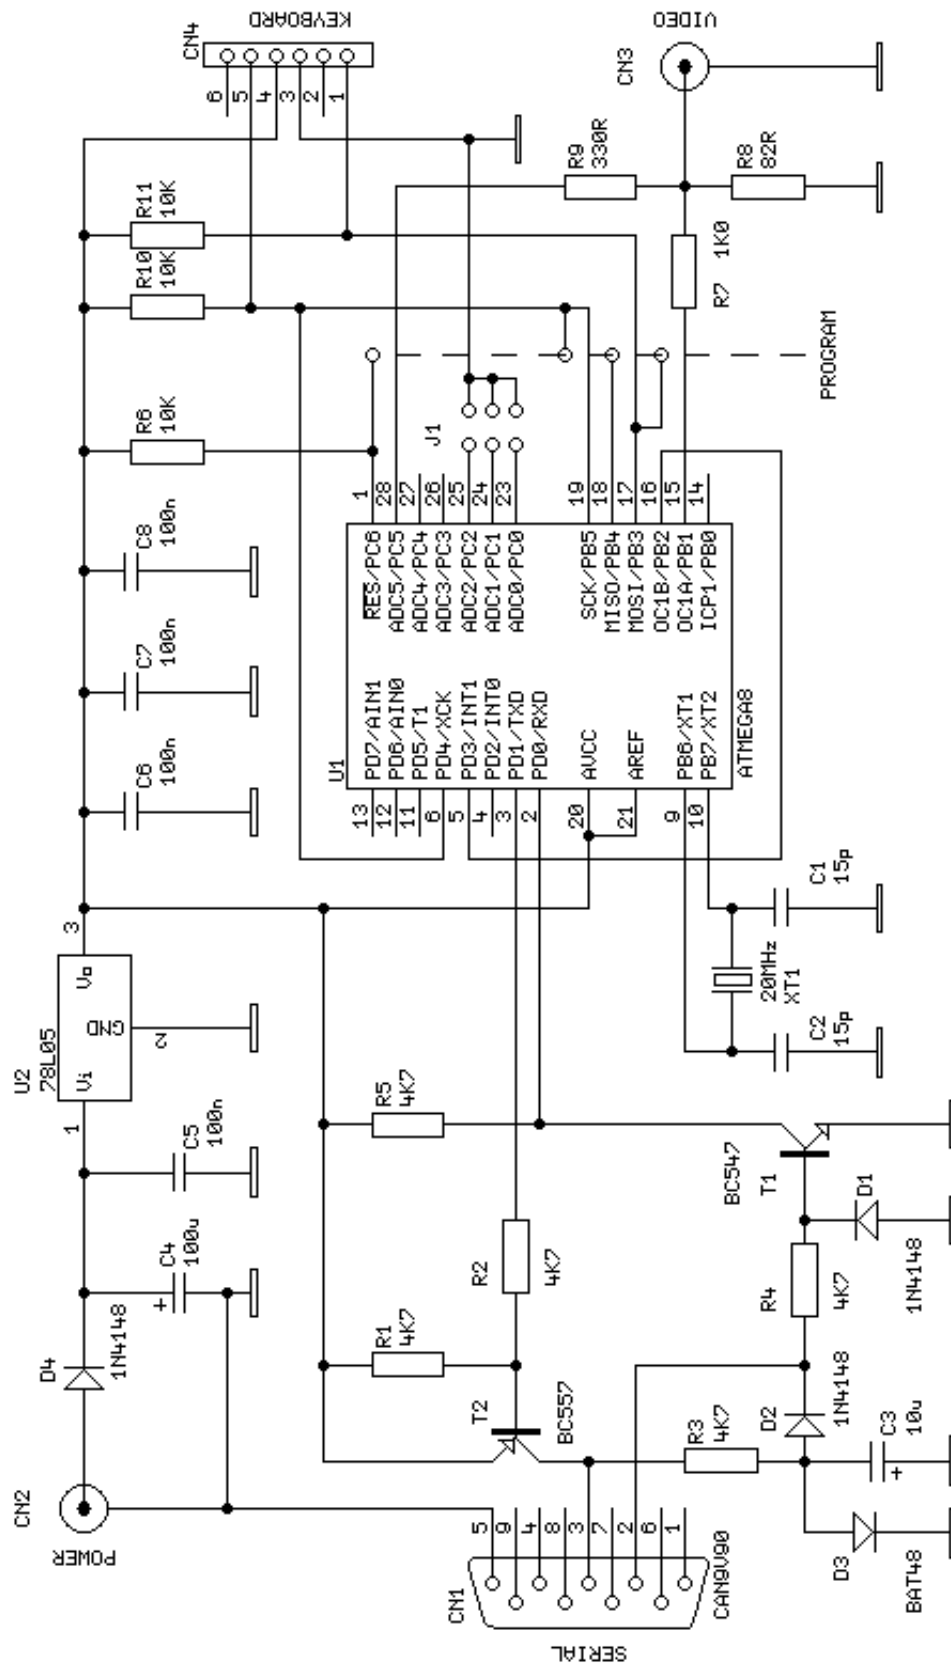 POWER
CN2
D4
1N4148
C4
100u
+
C5
100n
U2
78L05
Vi
Vo
GND
1
2
3
C6
100n
C7
100n
C8
100n
R6
10K
R10
10K
R11
10K
KEYBOARD
CN4
6
5
4
3
2
1
VIDEO
CN3
R9
330R
R8
82R
R7
1K0
PROGRAM
J1
U1
ATMEGA8
13
12
11
6
5
4
3
2
20
21
9
10
PD7/AIN1
PD6/AIN0
PD5/T1
PD4/XCK
PD3/INT1
PD2/INT0
PD1/TXD
PD0/RXD
AVCC
AREF
PB6/XT1
PB7/XT2
RES/PC6
ADC5/PC5
ADC4/PC4
ADC3/PC3
ADC2/PC2
ADC1/PC1
ADC0/PC0
SCK/PB5
MISO/PB4
MOSI/PB3
OC1B/PB2
OC1A/PB1
ICP1/PB0
1
28
27
26
25
24
23
19
18
17
16
15
14
C1
15p
20MHz
XT1
C2
15p
R5
4K7
R2
4K7
R1
4K7
T2
BC557
R3
4K7
BC547
T1
D1
1N4148
R4
4K7
D2
1N4148
C3
10u
+
D3
BAT48
CN1
SERIAL
CAN9V90
5
9
4
8
3
7
2
6
1